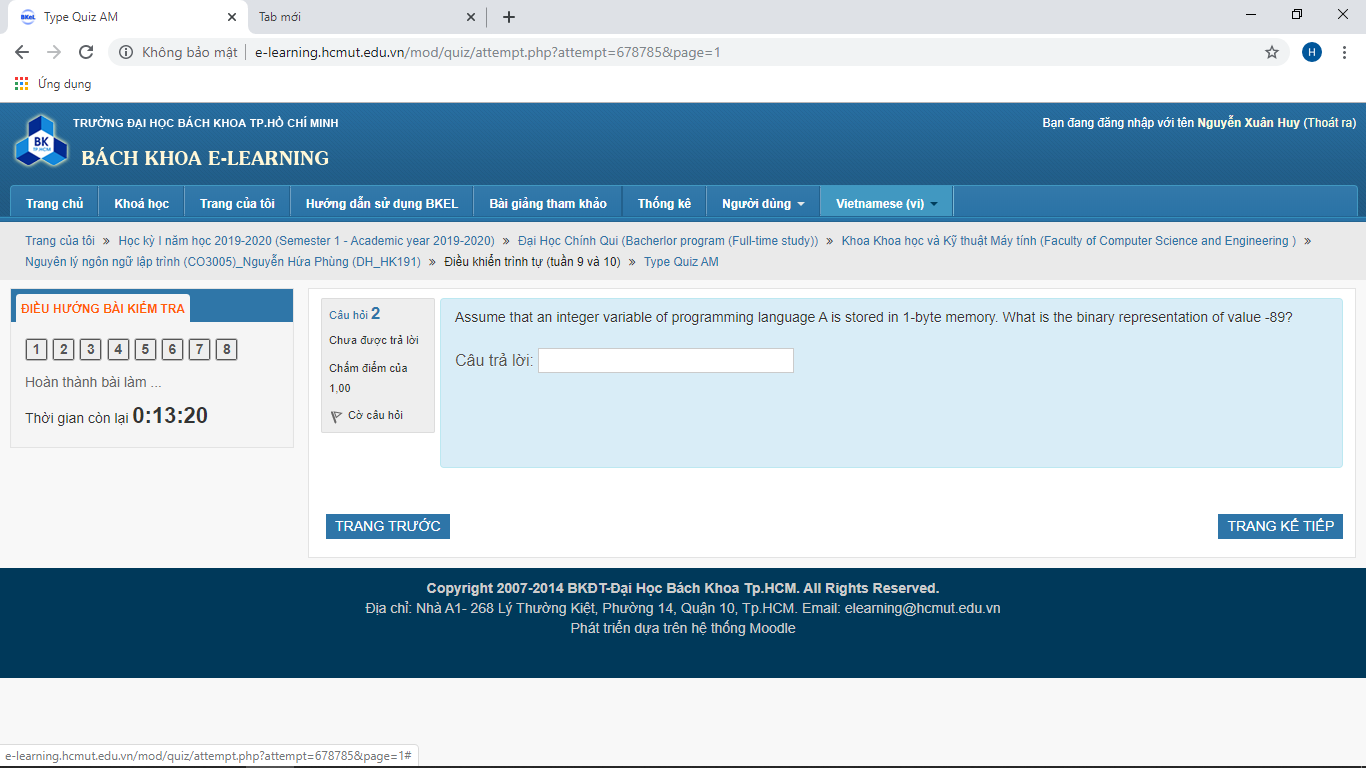 Type Quiz AM
Tab mới
Không bảo mật
e-learning.hcmut.edu.vn/mod/quiz/attempt.php?attempt=678785&page=1
H
Ứng dụng
BK
TP.HCM
TRƯỜNG ĐẠI HỌC BÁCH KHOA TP.HỒ CHÍ MINH
BÁCH KHOA E-LEARNING
Bạn đang đăng nhập với tên Nguyễn Xuân Huy (Thoát ra)
Trang chủ
Khoá học
Trang của tôi
Hướng dẫn sử dụng BKEL
Bài giảng tham khảo
Thống kê
Người dùng
Vietnamese (vi)
Trang của tôi » Học kỳ I năm học 2019-2020 (Semester 1 - Academic year 2019-2020) » Đại Học Chính Qui (Bacherlor program (Full-time study)) » Khoa Khoa học và Kỹ thuật Máy tính (Faculty of Computer Science and Engineering ) »
Nguyên lý ngôn ngữ lập trình (CO3005)_Nguyễn Hứa Phùng (DH_HK191) » Điều khiển trình tự (tuần 9 và 10) » Type Quiz AM
ĐIỀU HƯỚNG BÀI KIỂM TRA
1 2 3 4 5 6 7 8
Hoàn thành bài làm ...
Thời gian còn lại 0:13:20
Câu hỏi 2
Chưa được trả lời
Chấm điểm của
1,00
Cờ câu hỏi
Assume that an integer variable of programming language A is stored in 1-byte memory. What is the binary representation of value -89?
Câu trả lời:
TRANG TRƯỚC
TRANG KẾ TIẾP
Copyright 2007-2014 BKĐT-Đại Học Bách Khoa Tp.HCM. All Rights Reserved.
Địa chỉ: Nhà A1- 268 Lý Thường Kiệt, Phường 14, Quận 10, Tp.HCM. Email: elearning@hcmut.edu.vn
Phát triển dựa trên hệ thống Moodle
e-learning.hcmut.edu.vn/mod/quiz/attempt.php?attempt=678785&page=1#